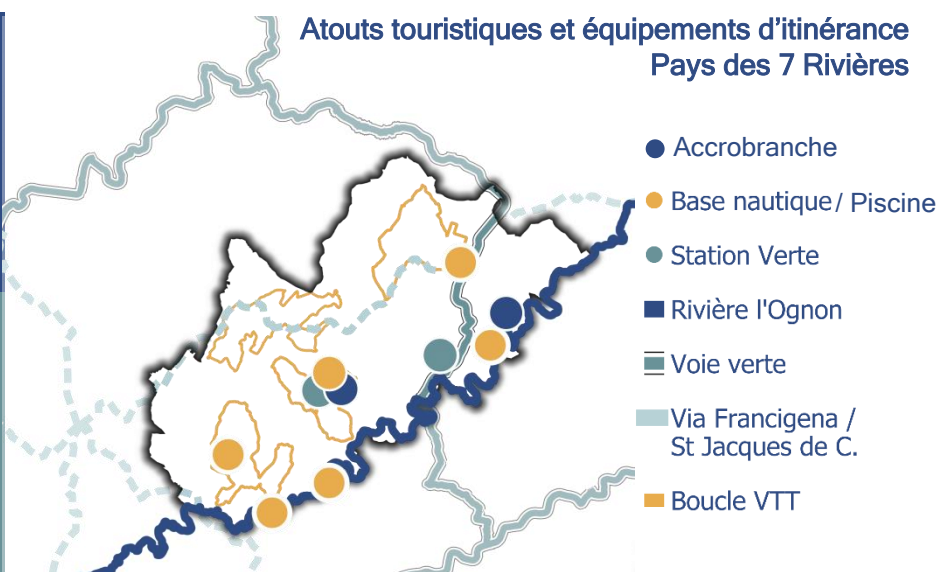 Atouts touristiques et équipements d'itinérance
Pays des 7 Rivières
Accrobranche
Base nautique / Piscine
Station Verte
Rivière l'Ognon
Voie verte
Via Francigena /
St Jacques de C.
Boucle VTT